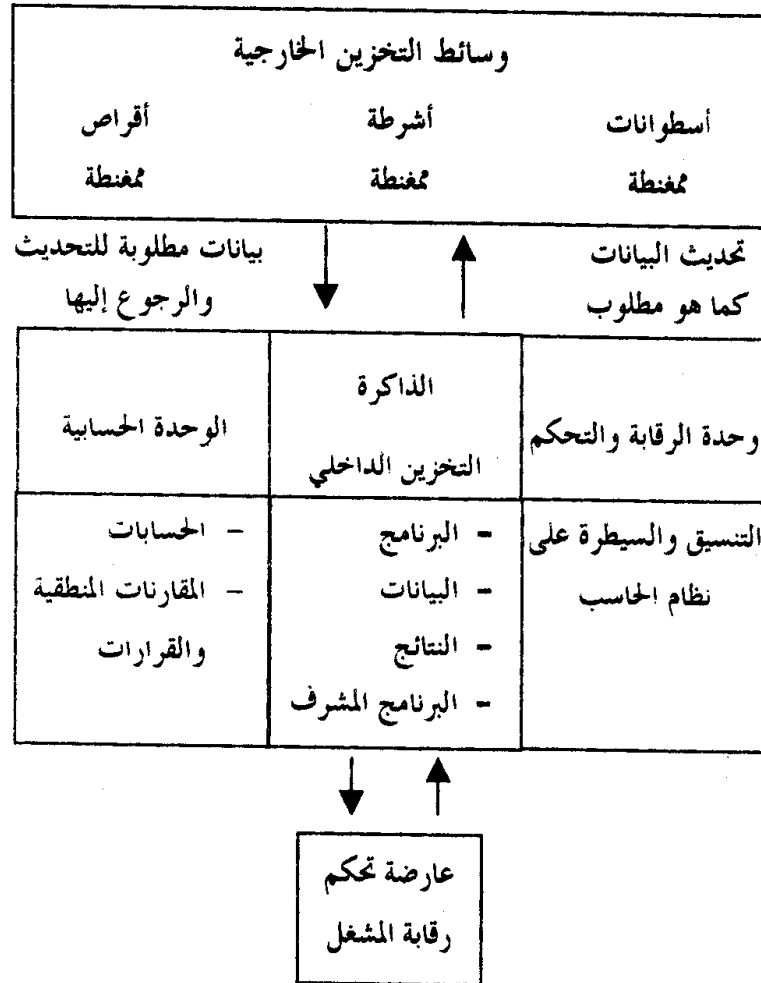 وسائط التخزين الخارجية
أسطوانات أشرطة أقراص
ممغنطة ممغنطة ممغنطة
تحديث البيانات
كما هو مطلوب
بيانات مطلوبة للتحديث
والرجوع إليها
وحدة الرقابة والتحكم
الذاكرة
التخزين الداخلي
الوحدة الحسابية
التنسيق والسيطرة على
نظام الحاسب
- البرنامج
- البيانات
- النتائج
- البرنامج المشرف
- الحسابات
- المقارنات المنطقية
والقرارات
عارضة تحكم
رقابة المشغل